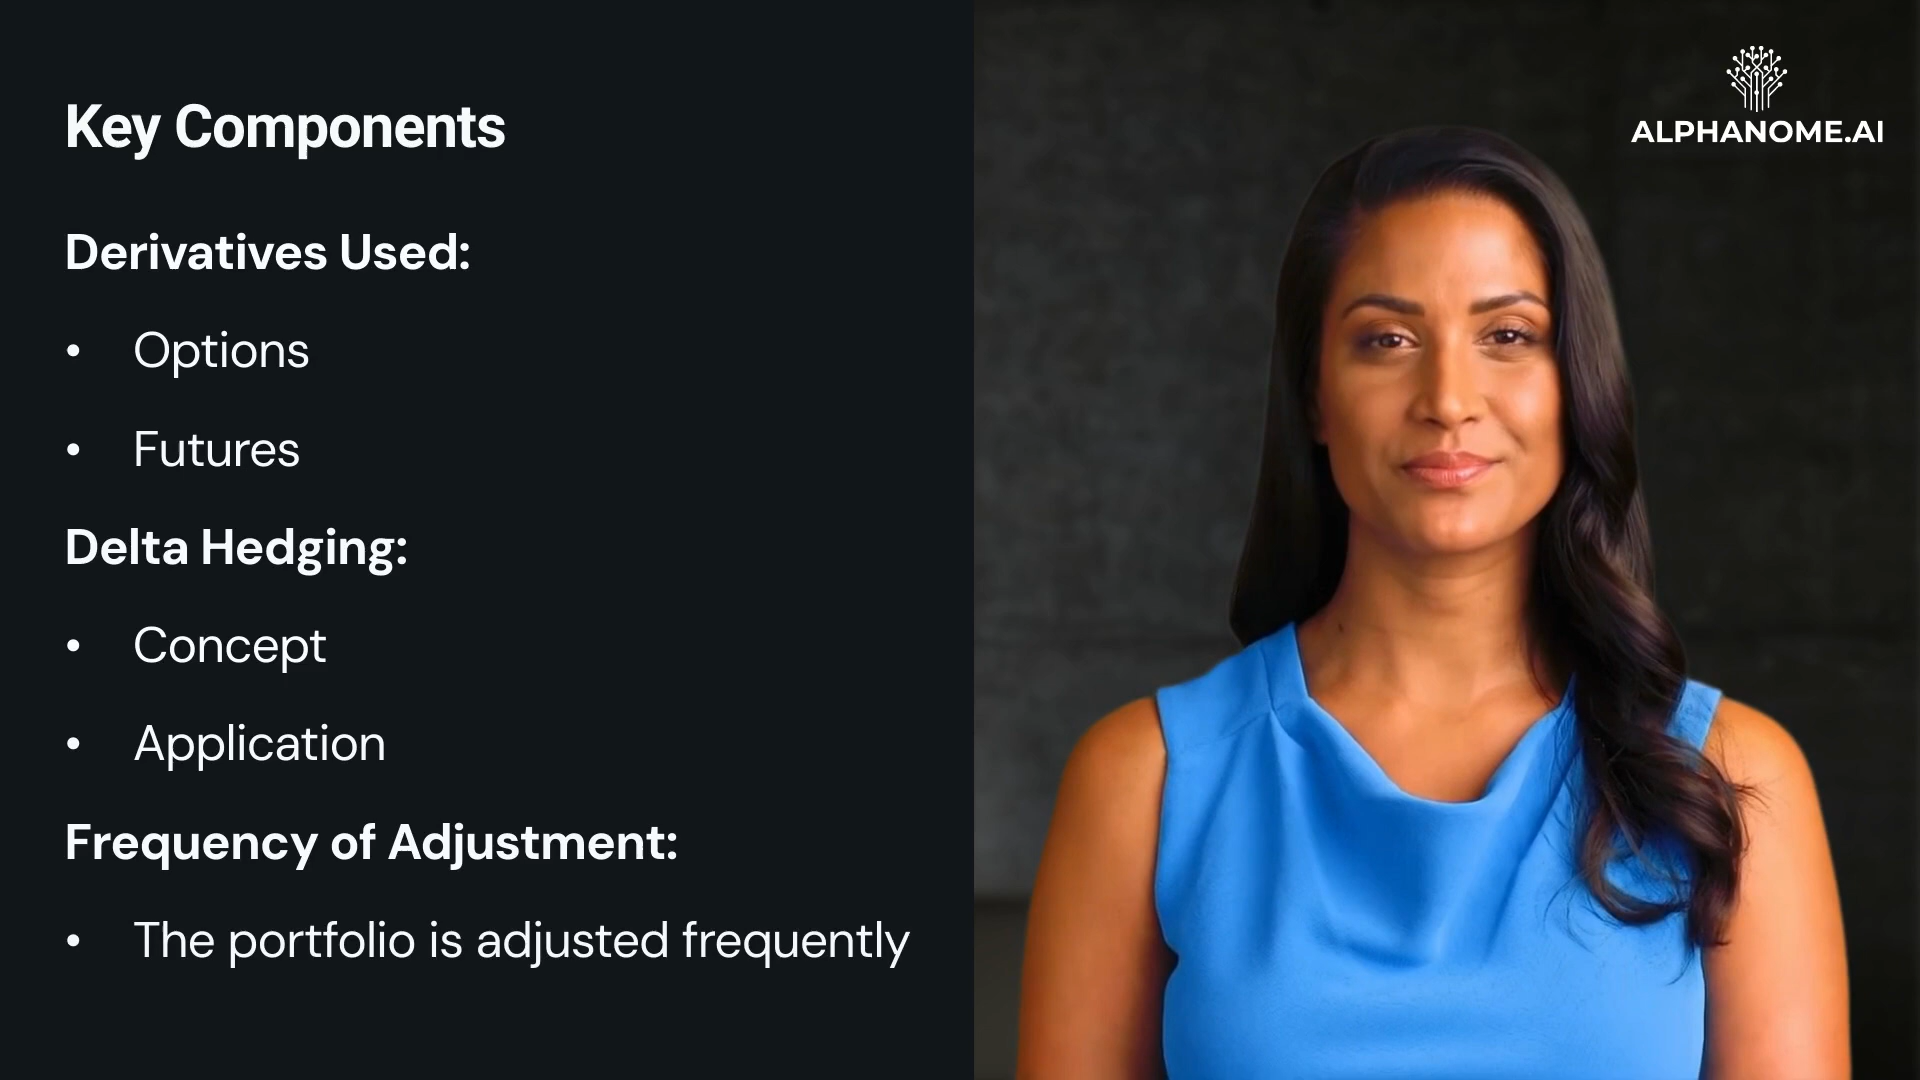 Key Components
Derivatives Used:
• Options
• Futures
Delta Hedging:
• Concept
• Application
Frequency of Adjustment:
• The portfolio is adjusted frequently
ALPHANOME.AI